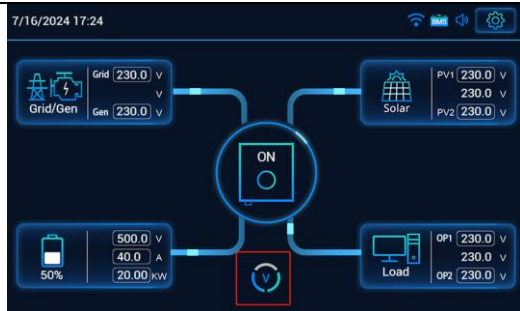 7/16/2024 17:24
BMS
Grid 230.0 V
V
Gen 230.0 V
Grid/Gen
PV1 230.0 V
230.0 V
PV2 230.0 V
Solar
ON
500.0 V
40.0 A
20.00 KW
50%
V
OP1 230.0 V
230.0 V
OP2 230.0 V
Load